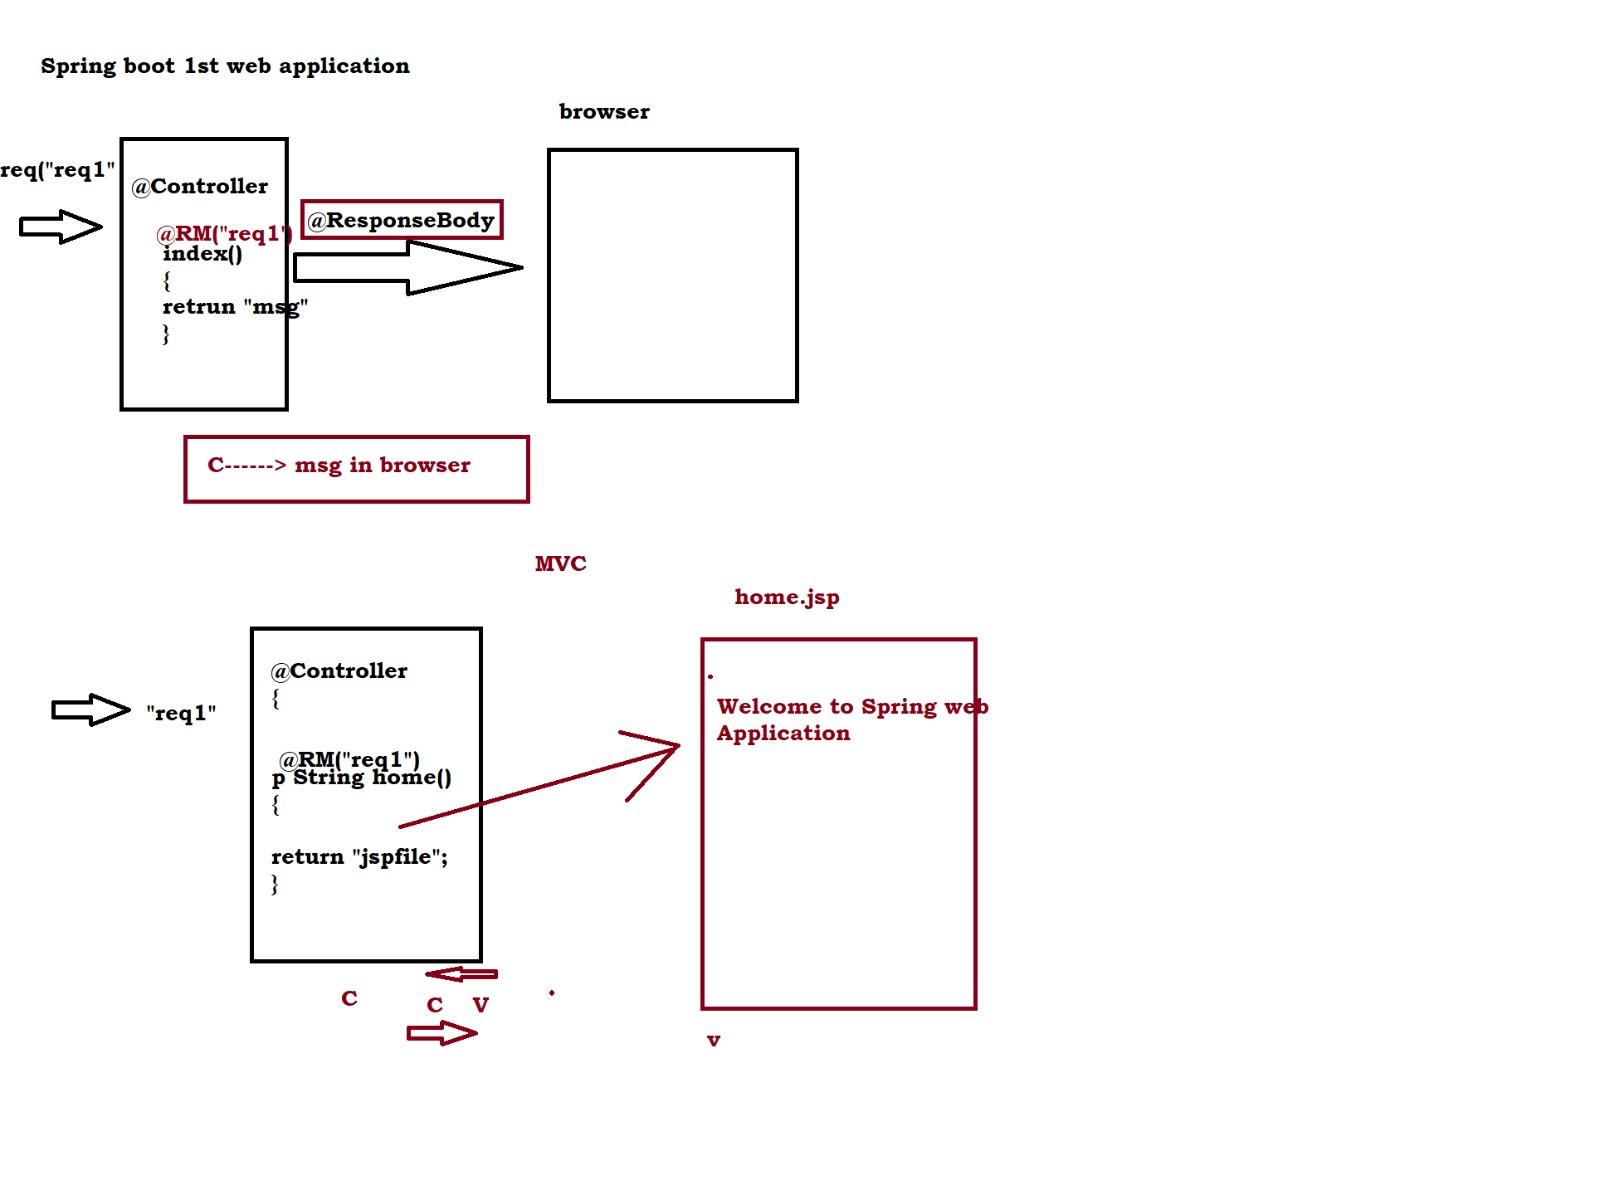 Spring boot 1st web application
browser
req("req1"
@Controller
@ResponseBody
@RM("req1")
index()
{
retrun "msg"
}
C------> msg in browser
MVC
home.jsp
@Controller
{
"req1"
Welcome to Spring web
Application
@RM("req1")
p String home()
{
return "jspfile";
}
C
C V
v